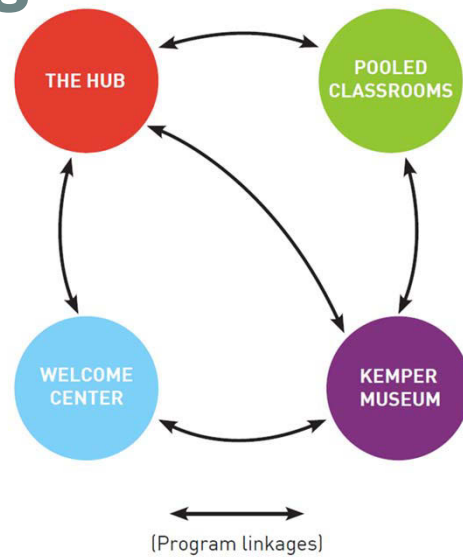 THE HUB
POOLED
CLASSROOMS
WELCOME
CENTER
KEMPER
MUSEUM
(Program linkages)